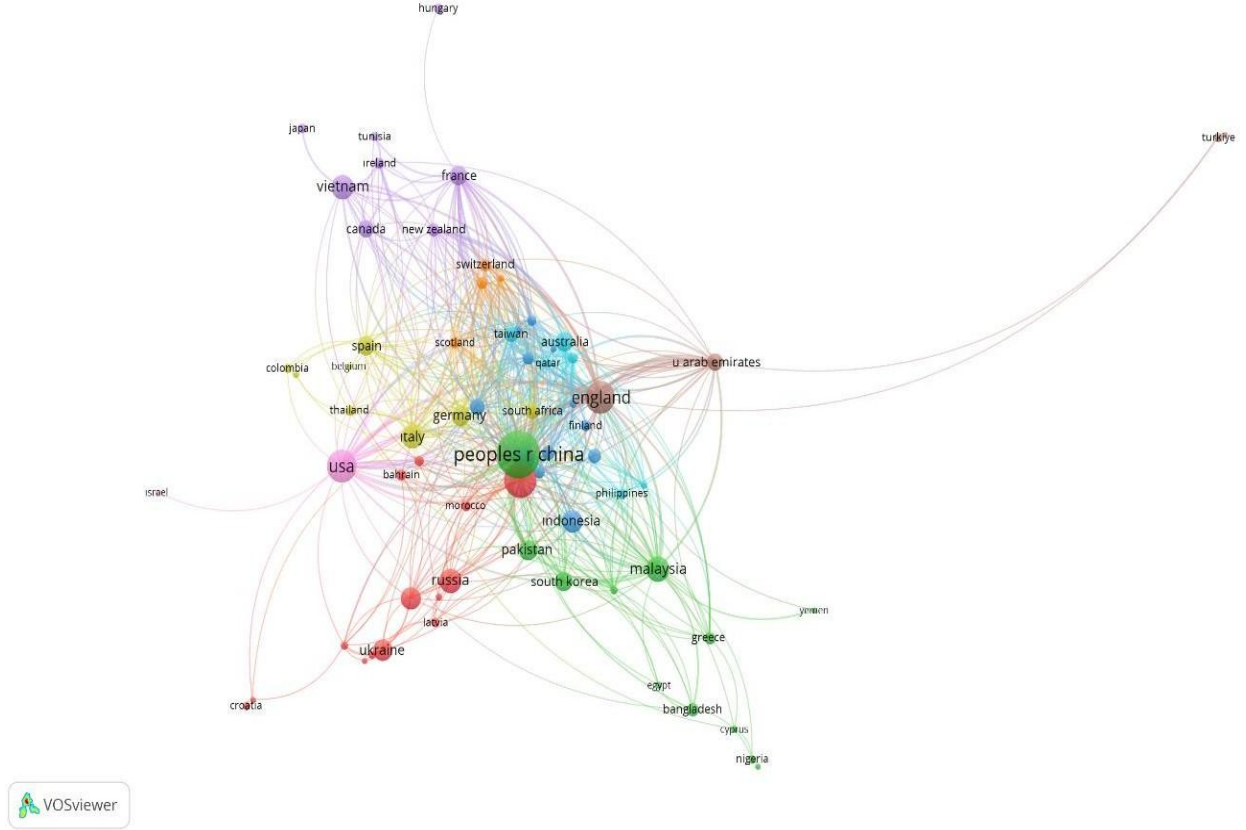 hungary
japan
tunisia
turkiye
ireland
france
vietnam
canada
new zealand
switzerland
taiwan
scotland
australia
spain
qatar
u arab emirates
belgium
colombia
england
thailand
south africa
germany
finland
italy
peoples r china
usa
bahrain
israel
philippines
morocco
indonesia
pakistan
malaysia
russia
south korea
yemen
latvia
greece
ukraine
egypt
croatia
bangladesh
cyprus
nigeria
VOSviewer